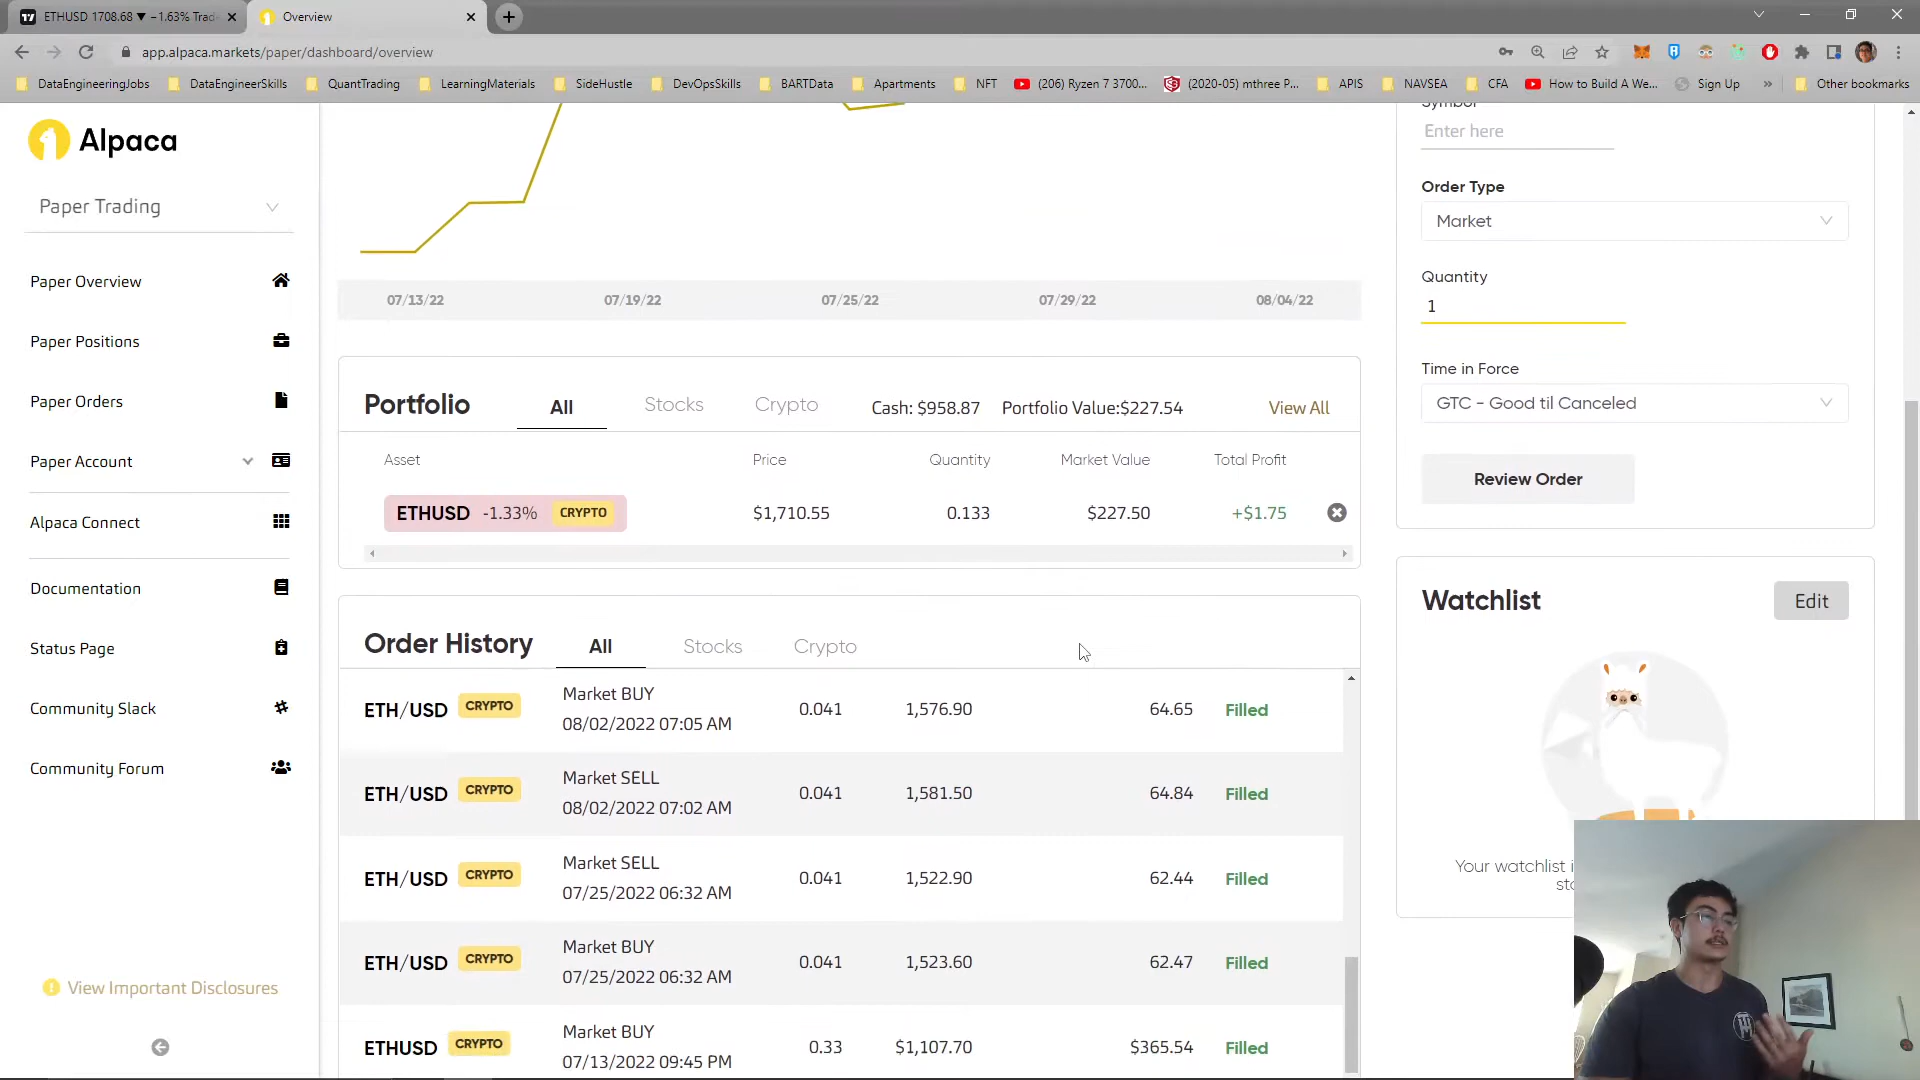 ETHUSD 1708.68 ▼ −1.63% Trad
Overview
app.alpaca.markets/paper/dashboard/overview
DataEngineeringJobs
DataEngineerSkills
QuantTrading
LearningMaterials
SideHustle
DevOpsSkills
BARTData
Apartments
NFT
(206) Ryzen 7 3700...
(2020-05) mthree P...
APIS
NAVSEA
CFA
How to Build A We...
Sign Up
»
Other bookmarks
Alpaca
Paper Trading
Paper Overview
Paper Positions
Paper Orders
Paper Account
Alpaca Connect
Documentation
Status Page
Community Slack
Community Forum
View Important Disclosures
07/13/22 07/19/22 07/25/22 07/29/22 08/04/22
Portfolio All Stocks Crypto Cash: $958.87 Portfolio Value:$227.54 View All
Asset Price Quantity Market Value Total Profit
ETHUSD -1.33% CRYPTO $1,710.55 0.133 $227.50 +$1.75
Order History All Stocks Crypto
ETH/USD CRYPTO Market BUY 0.041 1,576.90 64.65 Filled
08/02/2022 07:05 AM
ETH/USD CRYPTO Market SELL 0.041 1,581.50 64.84 Filled
08/02/2022 07:02 AM
ETH/USD CRYPTO Market SELL 0.041 1,522.90 62.44 Filled
07/25/2022 06:32 AM
ETH/USD CRYPTO Market BUY 0.041 1,523.60 62.47 Filled
07/25/2022 06:32 AM
ETHUSD CRYPTO Market BUY 0.33 $1,107.70 $365.54 Filled
07/13/2022 09:45 PM
Symbol
Enter here
Order Type
Market
Quantity
1
Time in Force
GTC - Good til Canceled
Review Order
Watchlist Edit
Your watchlist i